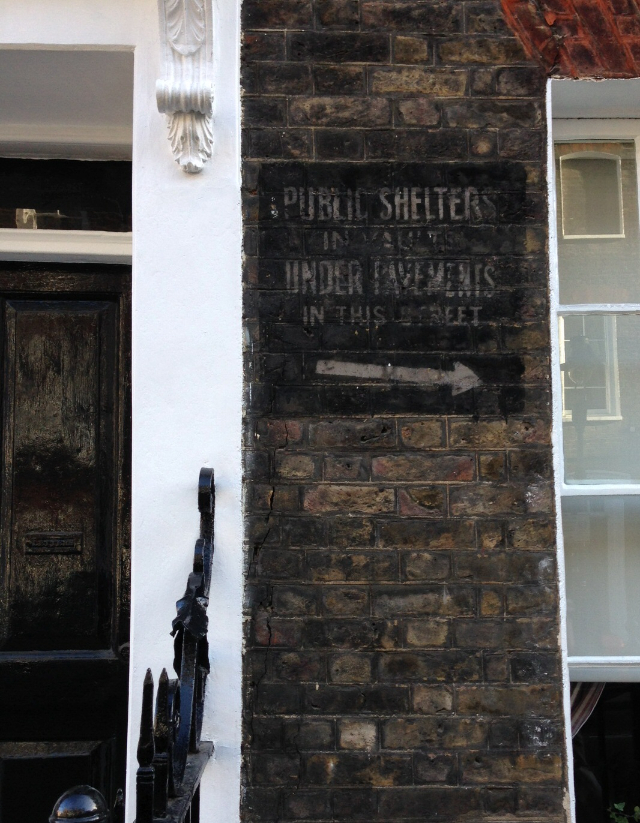 PUBLIC SHELTERS
IN VAULTS
UNDER PAVEMENTS
IN THIS STREET